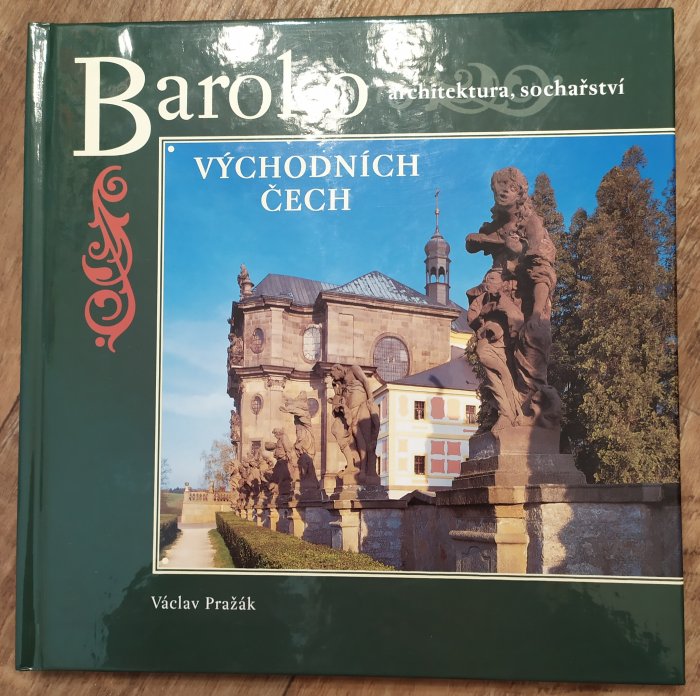 Baroko
architektura, sochařství
VÝCHODNÍCH
ČECH
Václav Pražák